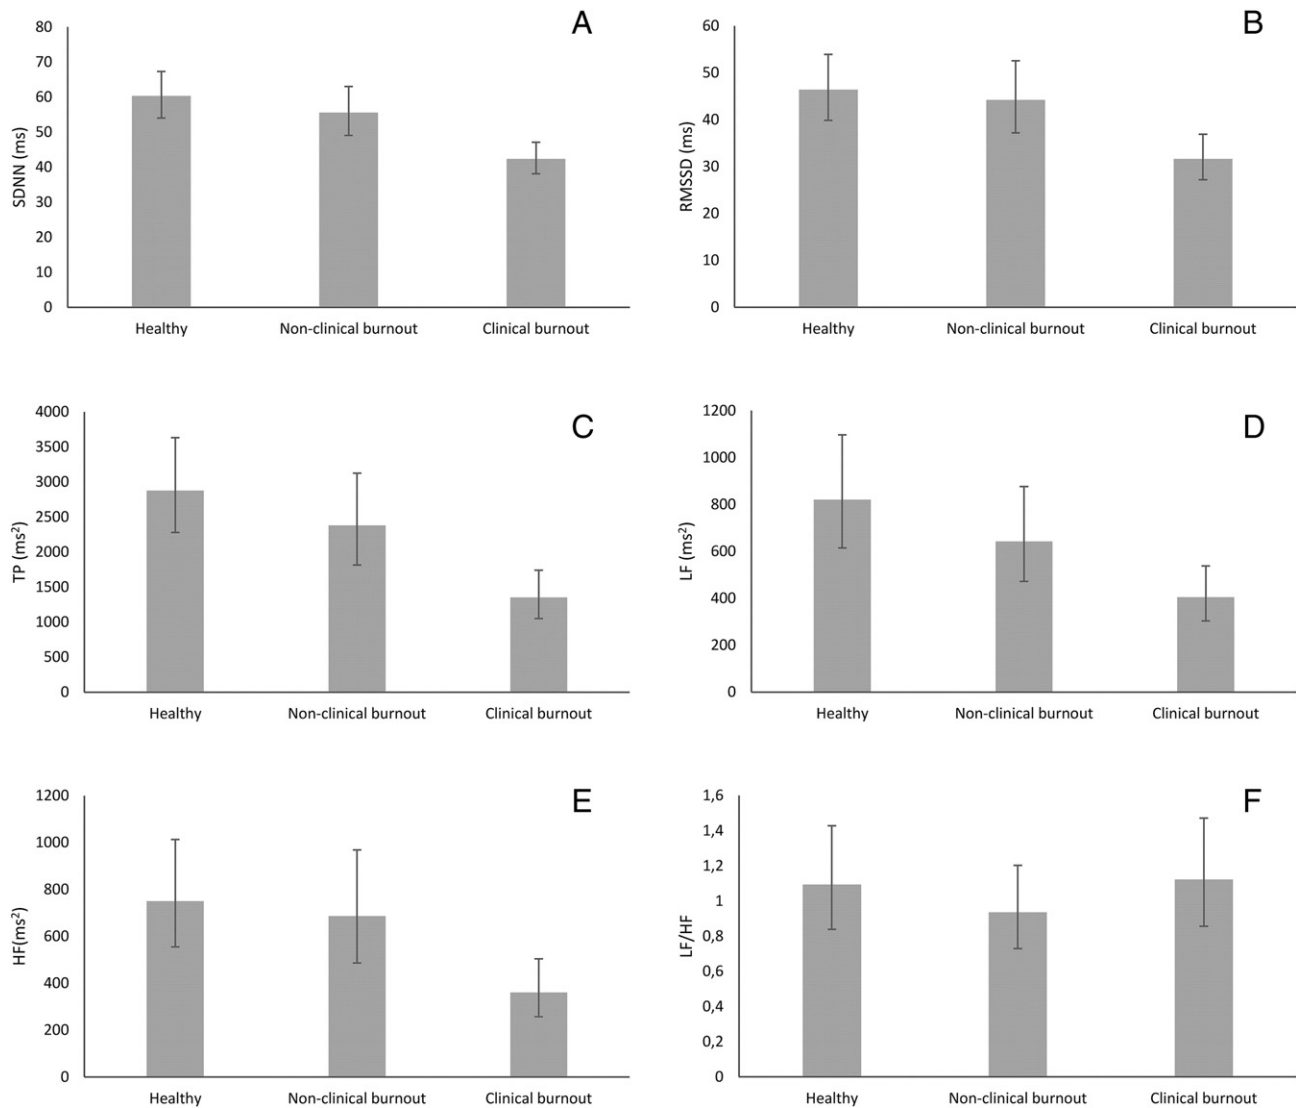 A
SDNN (ms)
80
70
60
50
40
30
20
10
0
Healthy Non-clinical burnout Clinical burnout
B
RMSSD (ms)
60
50
40
30
20
10
0
Healthy Non-clinical burnout Clinical burnout
C
TP (ms²)
4000
3500
3000
2500
2000
1500
1000
500
0
Healthy Non-clinical burnout Clinical burnout
D
LF (ms²)
1200
1000
800
600
400
200
0
Healthy Non-clinical burnout Clinical burnout
E
HF(ms²)
1200
1000
800
600
400
200
0
Healthy Non-clinical burnout Clinical burnout
F
LF/HF
1,6
1,4
1,2
1
0,8
0,6
0,4
0,2
0
Healthy Non-clinical burnout Clinical burnout